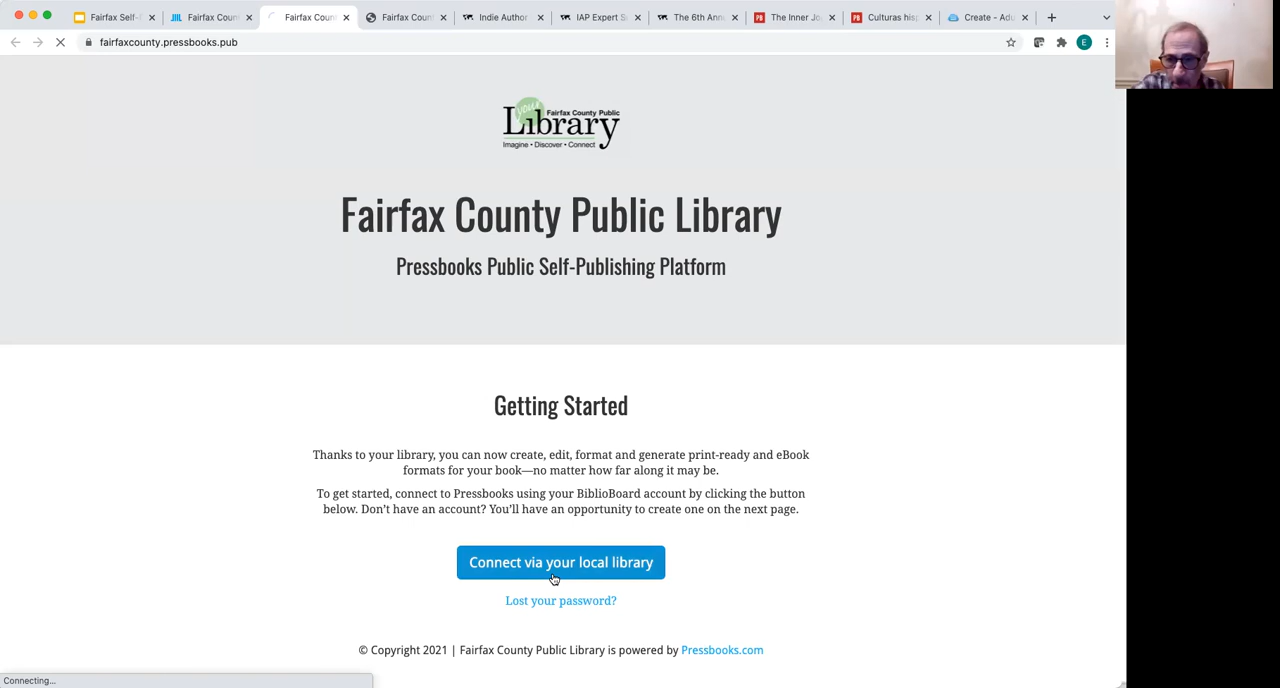 Fairfax Self-
Fairfax Coun
Fairfax Coun
Fairfax Coun
Indie Author
IAP Expert S
The 6th Ann
The Inner Jo
Culturas his
Create - Ad
fairfaxcounty.pressbooks.pub
E
your
Fairfax County Public
Library
Imagine • Discover • Connect
Fairfax County Public Library
Pressbooks Public Self-Publishing Platform
Getting Started
Thanks to your library, you can now create, edit, format and generate print-ready and eBook
formats for your book—no matter how far along it may be.
To get started, connect to Pressbooks using your BiblioBoard account by clicking the button
below. Don't have an account? You'll have an opportunity to create one on the next page.
Connect via your local library
Lost your password?
© Copyright 2021 | Fairfax County Public Library is powered by Pressbooks.com
Connecting...